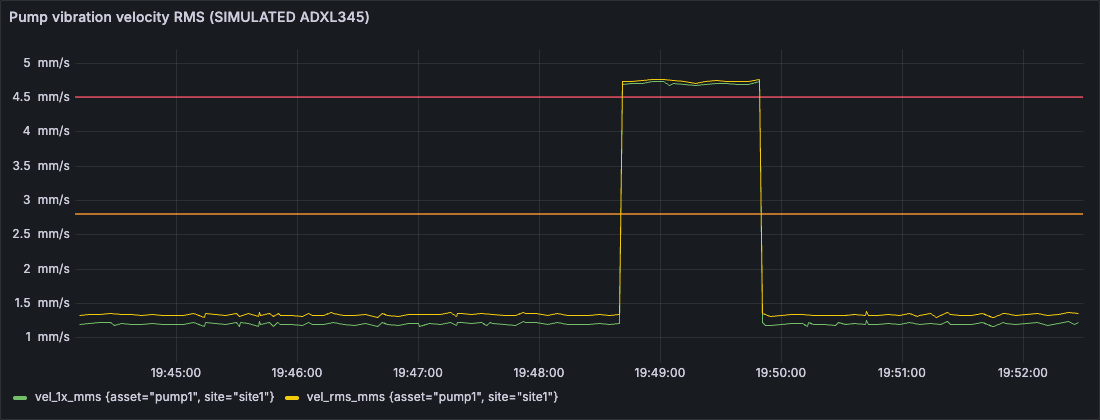 Pump vibration velocity RMS (SIMULATED ADXL345)
5 mm/s
4.5 mm/s
4 mm/s
3.5 mm/s
3 mm/s
2.5 mm/s
2 mm/s
1.5 mm/s
1 mm/s
19:45:00 19:46:00 19:47:00 19:48:00 19:49:00 19:50:00 19:51:00 19:52:00
vel_1x_mms {asset="pump1", site="site1"} vel_rms_mms {asset="pump1", site="site1"}